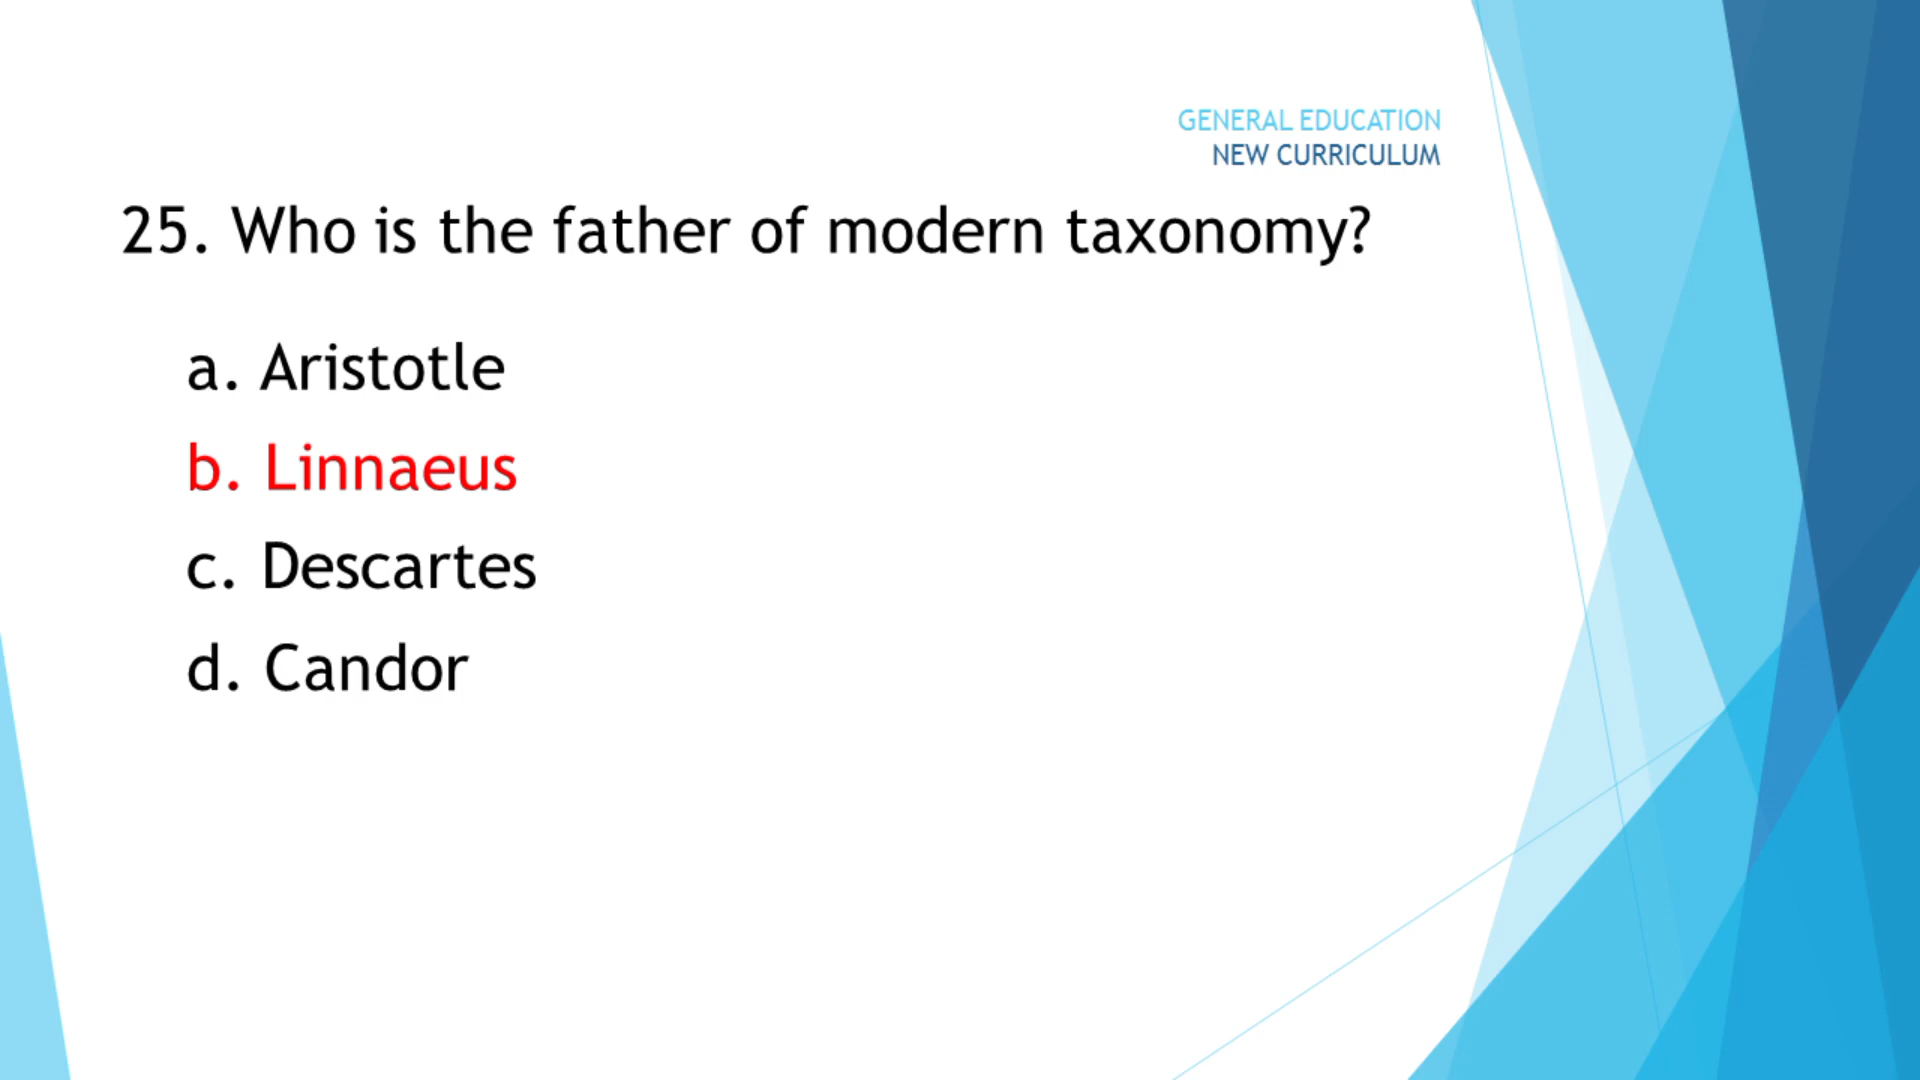 GENERAL EDUCATION
NEW CURRICULUM
25. Who is the father of modern taxonomy?
a. Aristotle
b. Linnaeus
c. Descartes
d. Candor